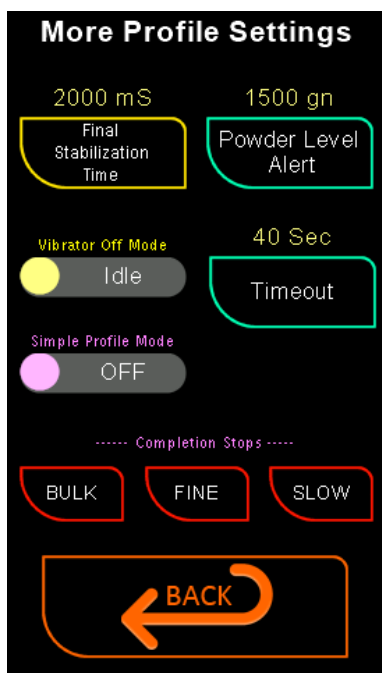 More Profile Settings
2000 mS
1500 gn
Final
Stabilization
Time
Powder Level
Alert
Vibrator Off Mode
Idle
40 Sec
Timeout
Simple Profile Mode
OFF
------ Completion Stops -----
BULK
FINE
SLOW
BACK